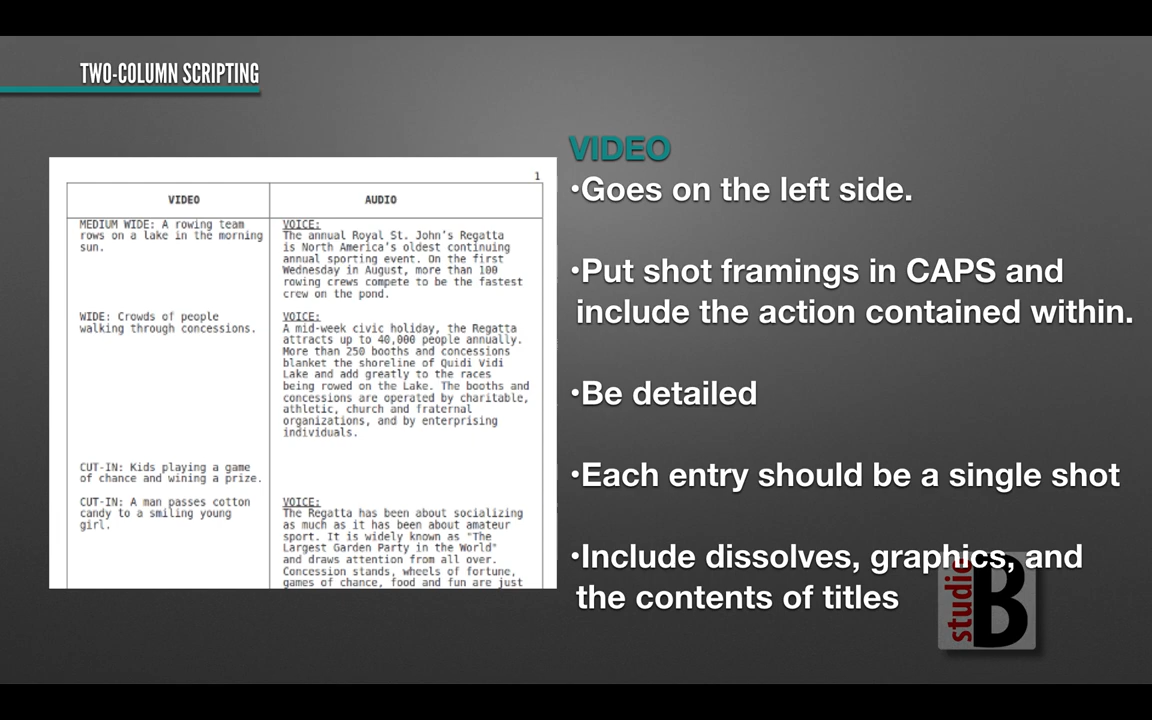 TWO-COLUMN SCRIPTING
1
VIDEO
AUDIO
MEDIUM WIDE: A rowing team
rows on a lake in the morning
sun.
VOICE:
The annual Royal St. John's Regatta
is North America's oldest continuing
annual sporting event. On the first
Wednesday in August, more than 100
rowing crews compete to be the fastest
crew on the pond.
WIDE: Crowds of people
walking through concessions.
VOICE:
A mid-week civic holiday, the Regatta
attracts up to 40,000 people annually.
More than 250 booths and concessions
blanket the shoreline of Quidi Vidi
Lake and add greatly to the races
being rowed on the Lake. The booths and
concessions are operated by charitable,
athletic, church and fraternal
organizations, and by enterprising
individuals.
CUT-IN: Kids playing a game
of chance and wining a prize.
CUT-IN: A man passes cotton
candy to a smiling young
girl.
VOICE:
The Regatta has been about socializing
as much as it has been about amateur
sport. It is widely known as "The
Largest Garden Party in the World"
and draws attention from all over.
Concession stands, wheels of fortune,
games of chance, food and fun are just
VIDEO
•Goes on the left side.
•Put shot framings in CAPS and
include the action contained within.
•Be detailed
•Each entry should be a single shot
•Include dissolves, graphics, and
the contents of titles
studio B